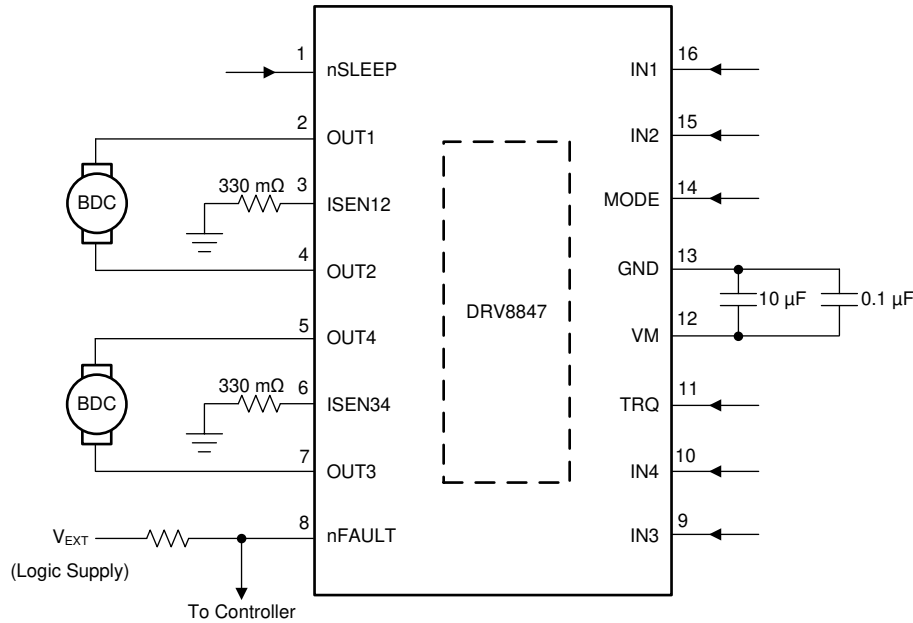 1
nSLEEP
2
OUT1
BDC
330 mΩ
3
ISEN12
4
OUT2
5
OUT4
BDC
330 mΩ
6
ISEN34
7
OUT3
8
nFAULT
VEXT
(Logic Supply)
To Controller
DRV8847
16
IN1
15
IN2
14
MODE
13
GND
10 µF
0.1 µF
12
VM
11
TRQ
10
IN4
9
IN3